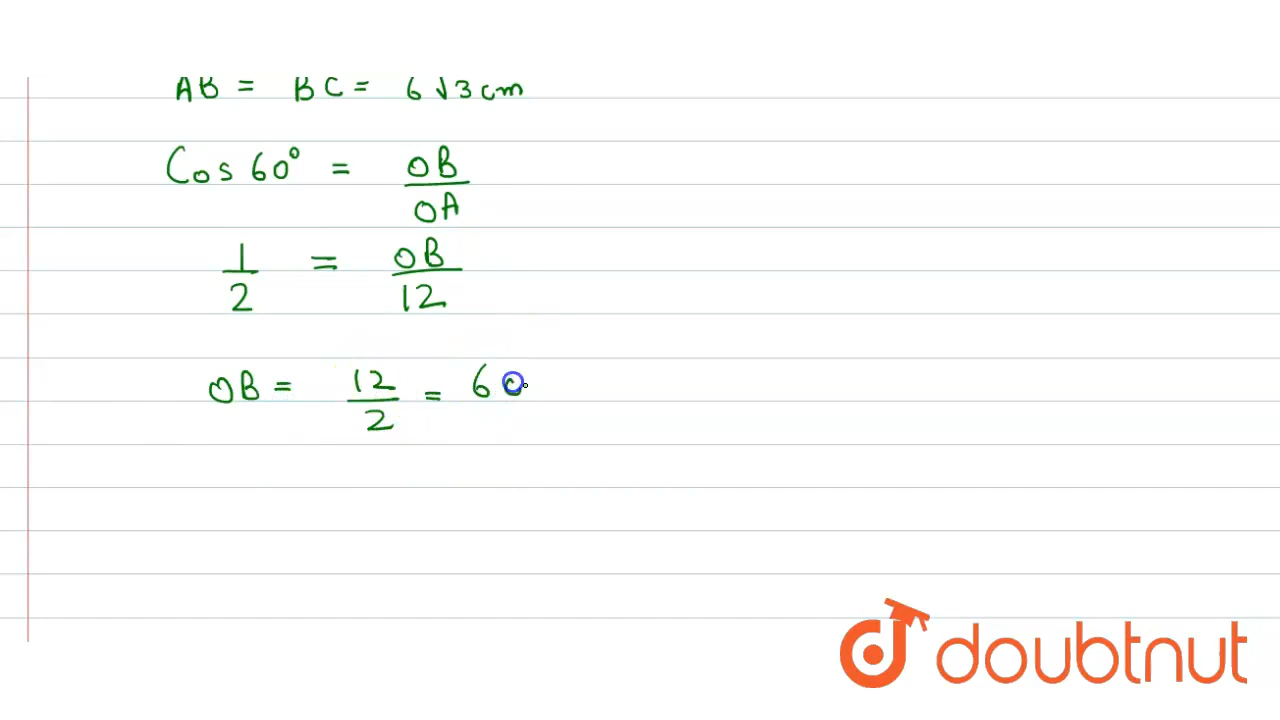 AB = BC = 6√3 cm
Cos 60° = OB/OA
1/2 = OB/12
OB = 12/2 = 6 c
doubtnut